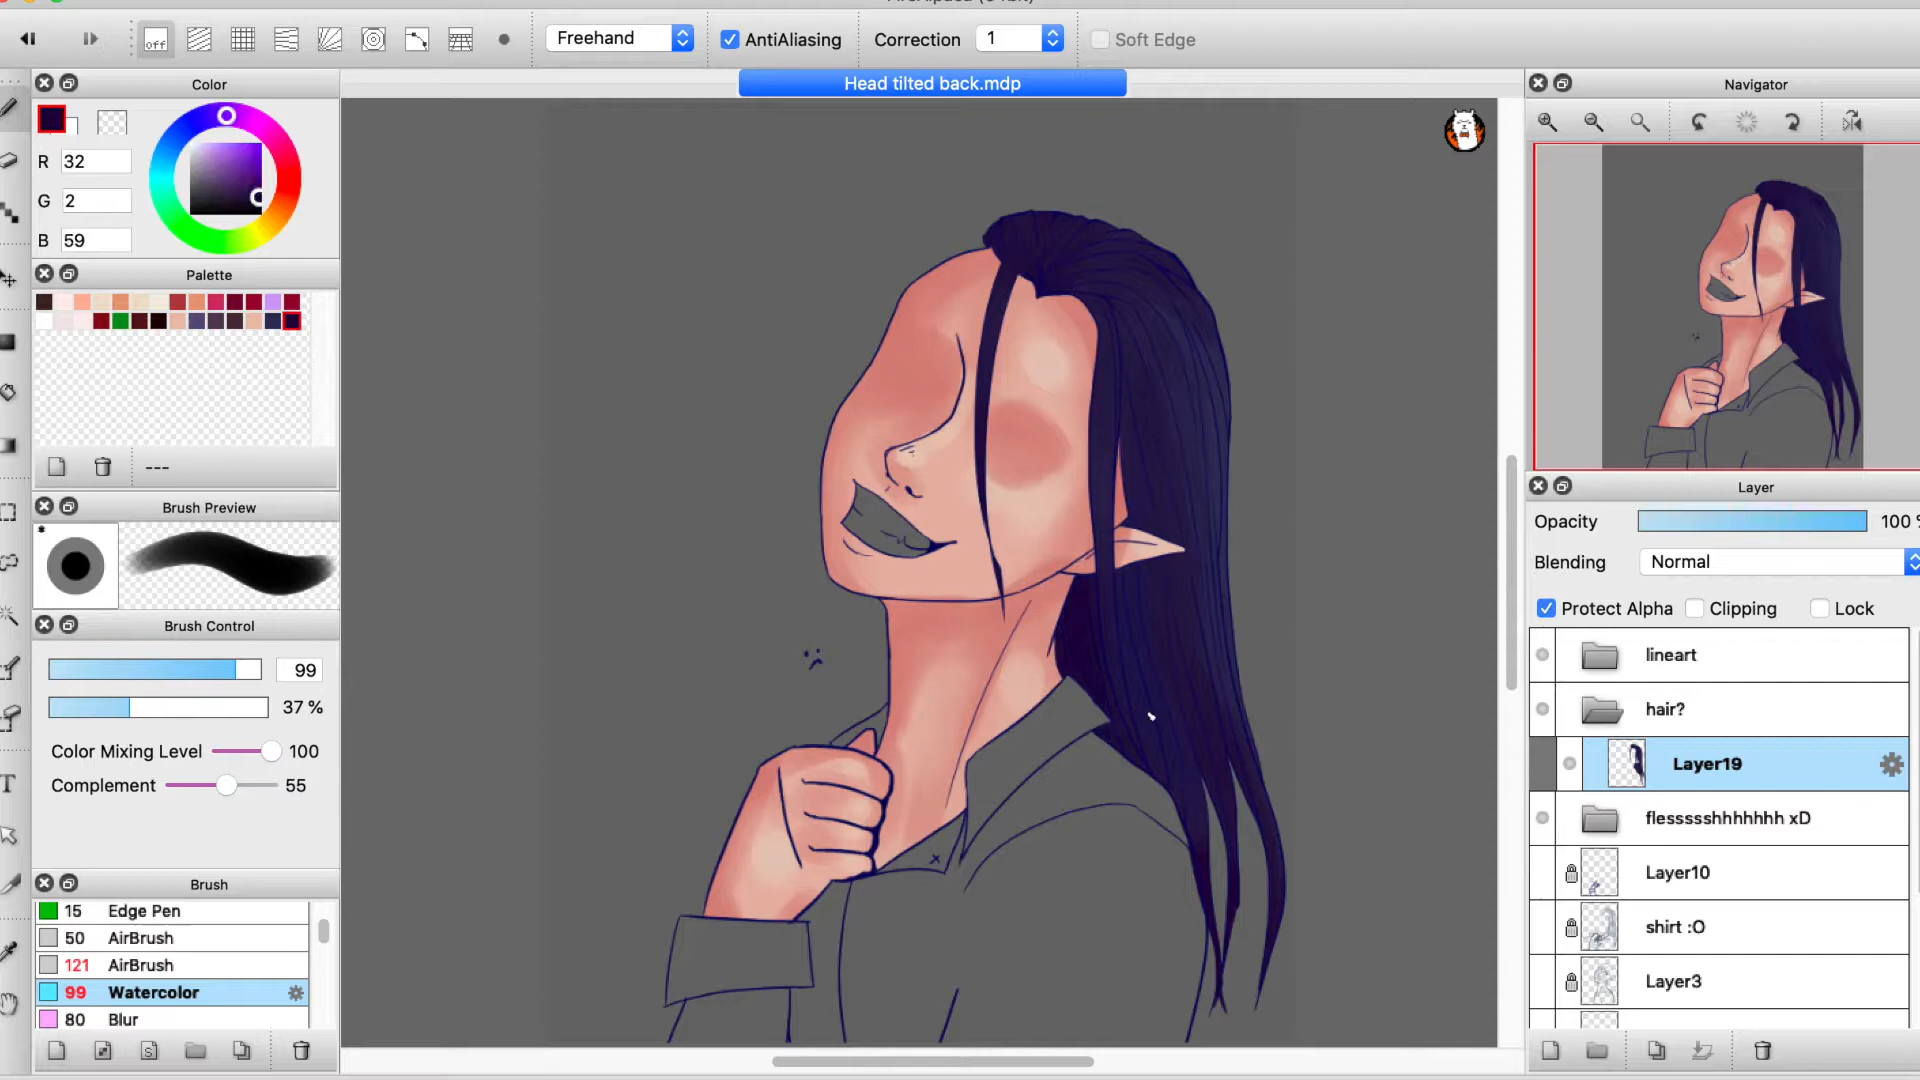 off
Freehand
AntiAliasing
Correction
1
Soft Edge
Color
Head tilted back.mdp
Navigator
R
32
G
2
B
59
Palette
---
Brush Preview
Brush Control
99
37 %
Color Mixing Level
100
Complement
55
Brush
15
Edge Pen
50
AirBrush
121
AirBrush
99
Watercolor
80
Blur
Layer
Opacity
100 %
Blending
Normal
Protect Alpha
Clipping
Lock
lineart
hair?
Layer19
flesssshhhhhhh xD
Layer10
shirt :O
Layer3
T
S
x